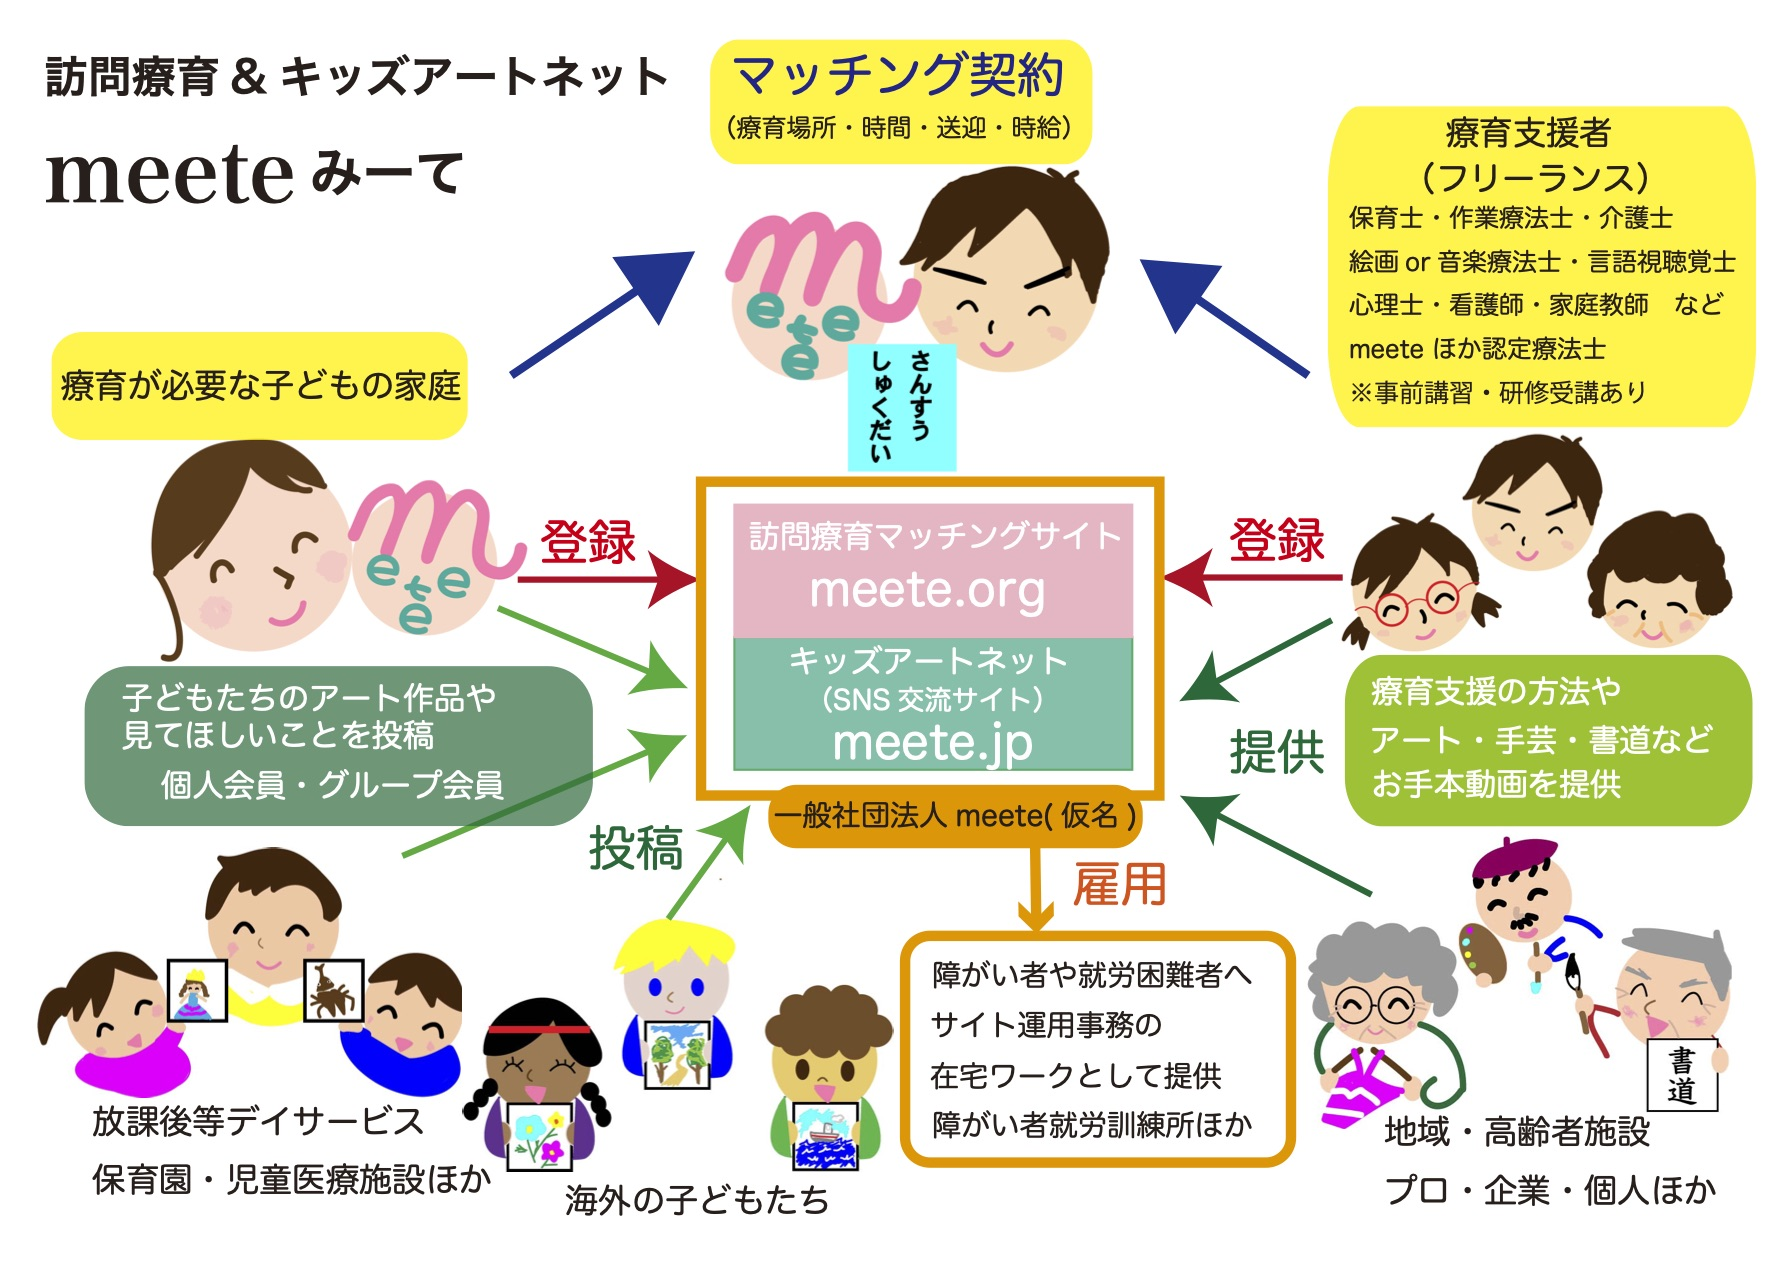 訪問療育 & キッズアートネット
meete みーて
マッチング契約
（療育場所・時間・送迎・時給）
療育支援者
（フリーランス）
保育士・作業療法士・介護士
絵画 or 音楽療法士・言語視聴覚士
心理士・看護師・家庭教師　など
meete ほか認定療法士
※事前講習・研修受講あり
療育が必要な子どもの家庭
m
e e
t
e
さんすう
しゅくだい
m
e e
t
e
登録
訪問療育マッチングサイト
meete.org
キッズアートネット
（SNS 交流サイト）
meete.jp
一般社団法人 meete( 仮名 )
登録
子どもたちのアート作品や
見てほしいことを投稿
個人会員・グループ会員
投稿
提供
療育支援の方法や
アート・手芸・書道など
お手本動画を提供
雇用
障がい者や就労困難者へ
サイト運用事務の
在宅ワークとして提供
障がい者就労訓練所ほか
放課後等デイサービス
保育園・児童医療施設ほか
海外の子どもたち
書道
地域・高齢者施設
プロ・企業・個人ほか